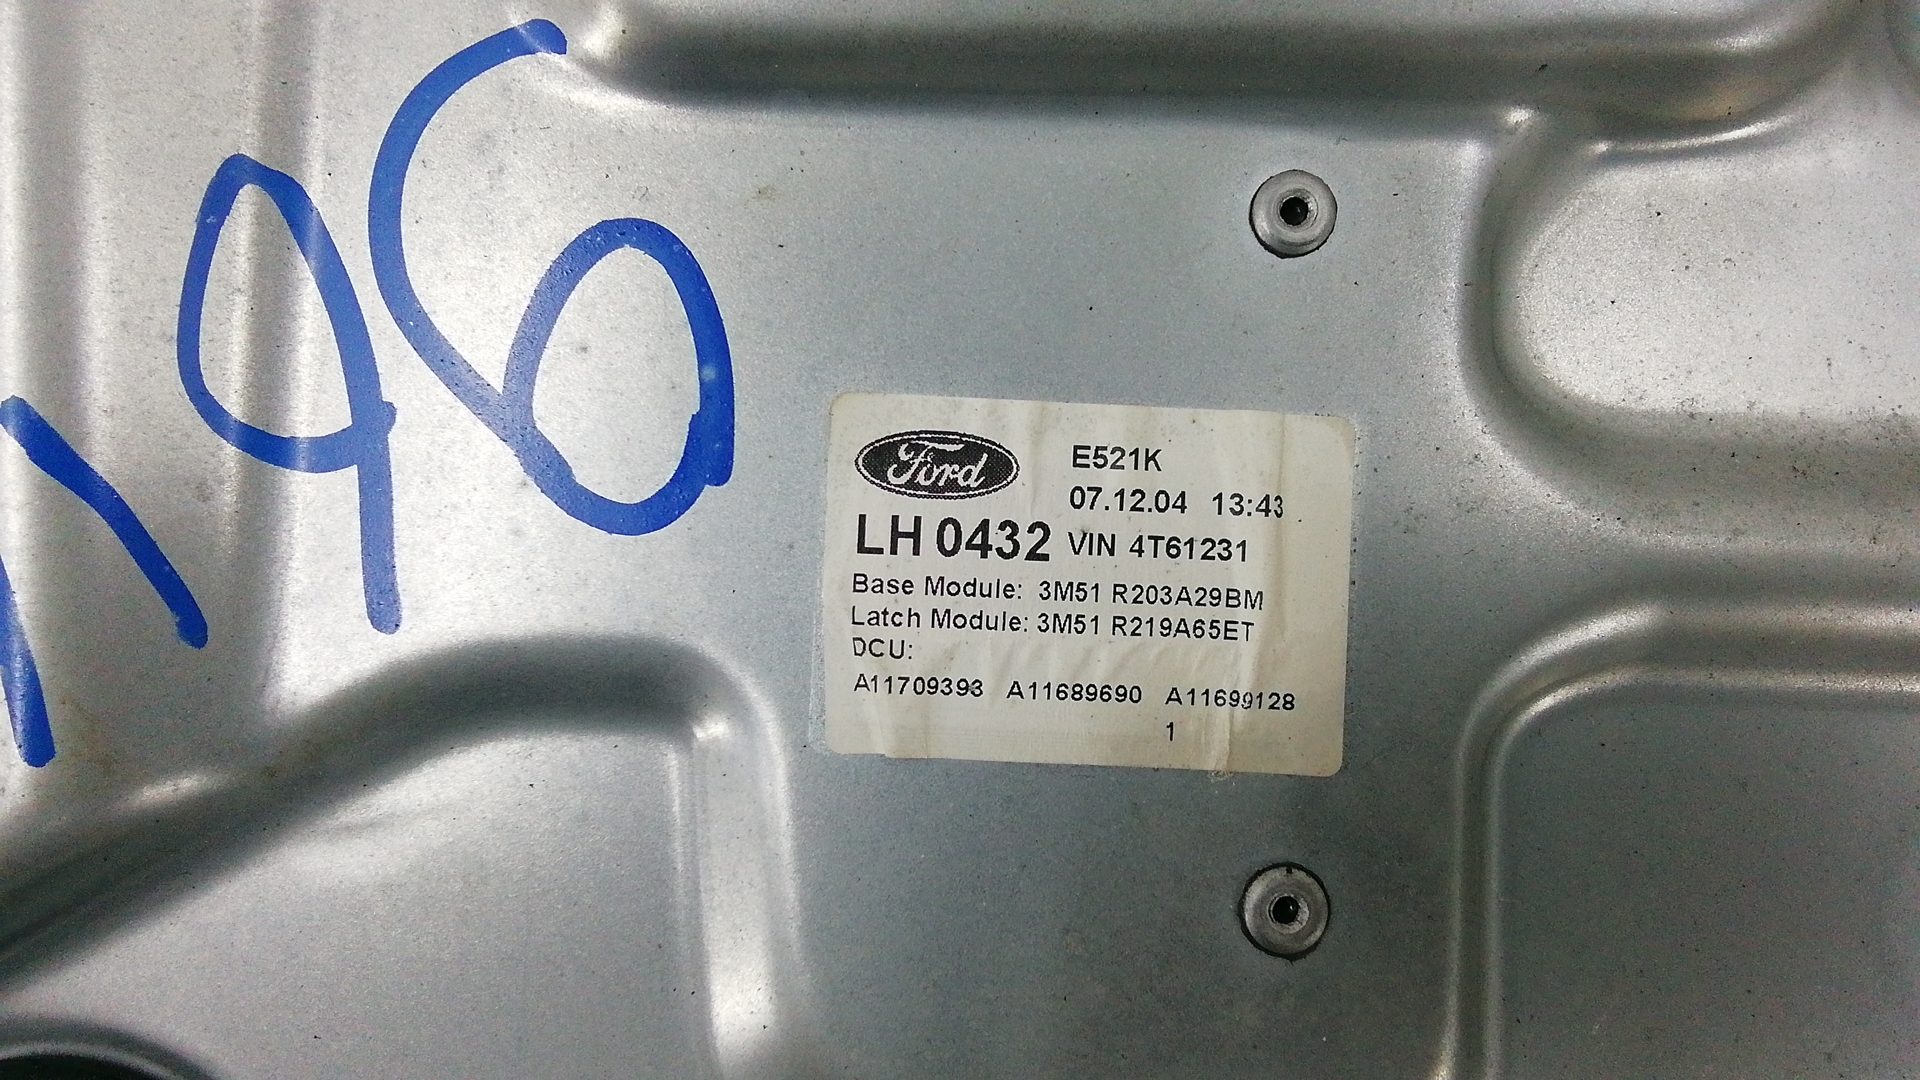 196
Ford
E521K
07.12.04 13:43
LH 0432 VIN 4T61231
Base Module: 3M51 R203A29BM
Latch Module: 3M51 R219A65ET
DCU:
A11709393 A11689690 A11699128
1